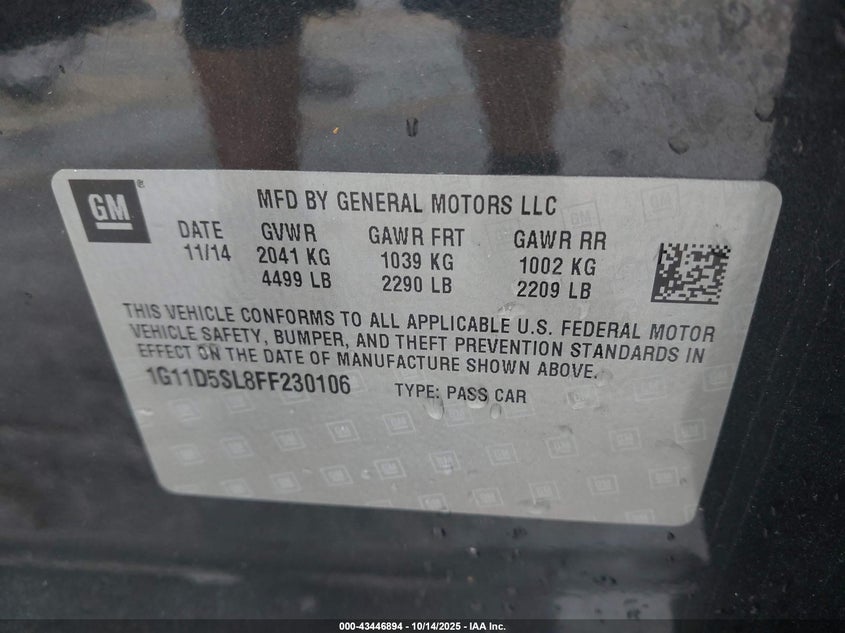 GM®
MFD BY GENERAL MOTORS LLC
DATE GVWR GAWR FRT GAWR RR
11/14 2041 KG 1039 KG 1002 KG
4499 LB 2290 LB 2209 LB
THIS VEHICLE CONFORMS TO ALL APPLICABLE U.S. FEDERAL MOTOR
VEHICLE SAFETY, BUMPER, AND THEFT PREVENTION STANDARDS IN
EFFECT ON THE DATE OF MANUFACTURE SHOWN ABOVE.
1G11D5SL8FF230106 TYPE: PASS CAR
000-43446894 - 10/14/2025 - IAA Inc.